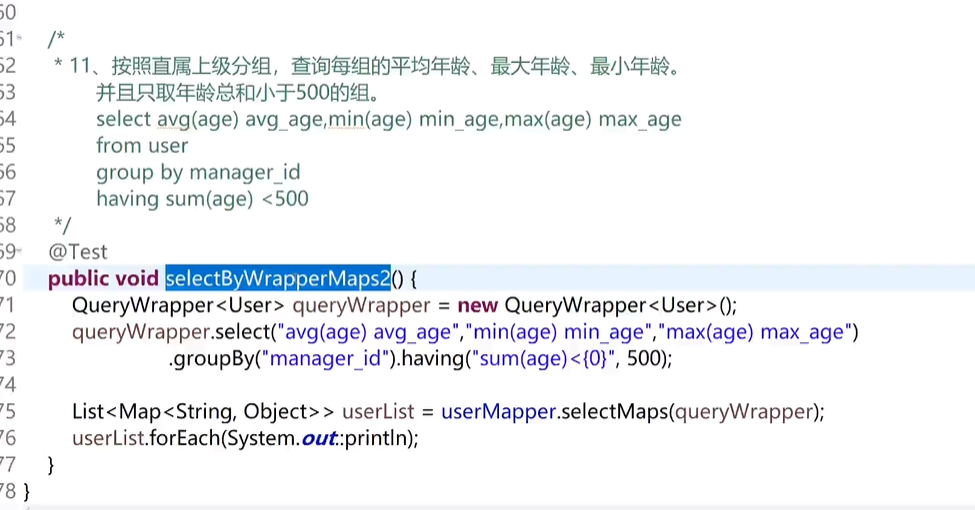 50
51 /*
52 * 11、按照直属上级分组，查询每组的平均年龄、最大年龄、最小年龄。
53 并且只取年龄总和小于500的组。
54 select avg(age) avg_age,min(age) min_age,max(age) max_age
55 from user
56 group by manager_id
57 having sum(age) <500
58 */
59 @Test
70 public void selectByWrapperMaps2() {
71 QueryWrapper<User> queryWrapper = new QueryWrapper<User>();
72 queryWrapper.select("avg(age) avg_age","min(age) min_age","max(age) max_age")
73 .groupBy("manager_id").having("sum(age)<{0}", 500);
74
75 List<Map<String, Object>> userList = userMapper.selectMaps(queryWrapper);
76 userList.forEach(System.out::println);
77 }
78 }